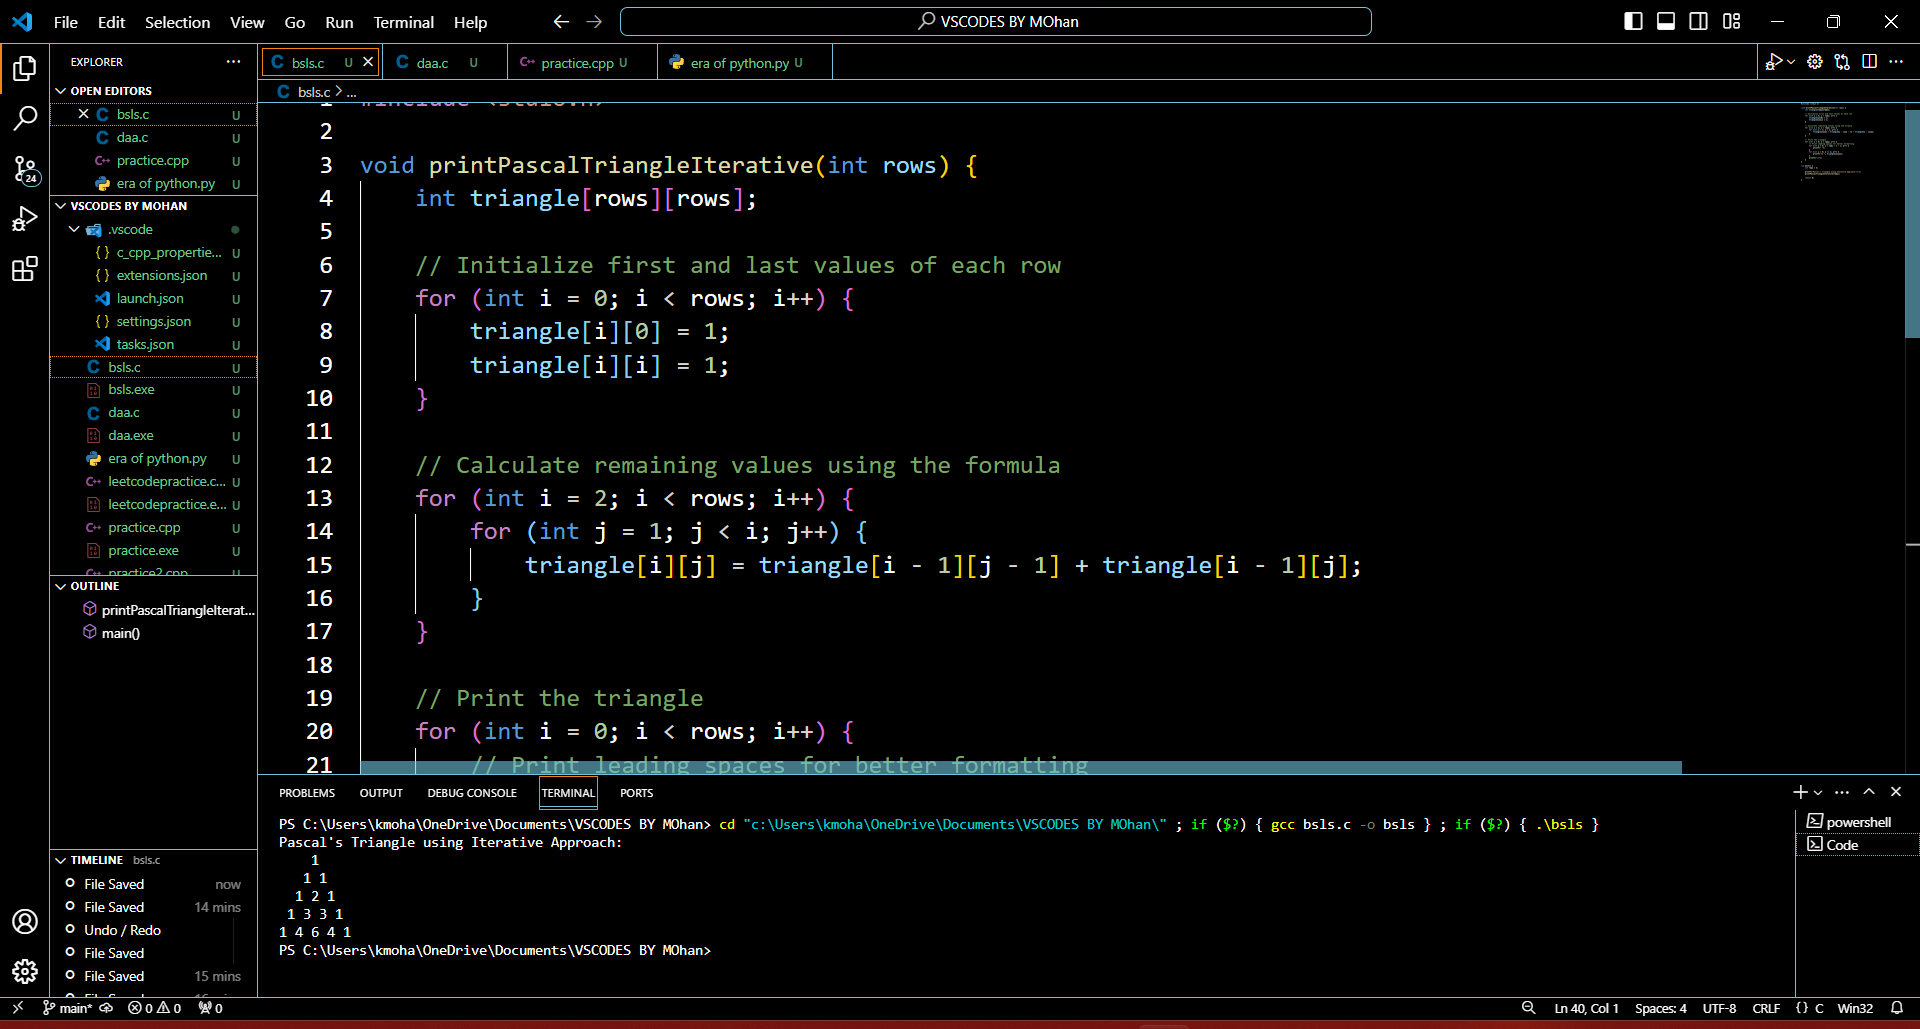 File Edit Selection View Go Run Terminal Help
VSCODES BY MOhan
EXPLORER
OPEN EDITORS
bsls.c U
daa.c U
practice.cpp U
era of python.py U
VSCODES BY MOHAN
.vscode
c_cpp_propertie... U
extensions.json U
launch.json U
settings.json U
tasks.json U
bsls.c U
bsls.exe U
daa.c U
daa.exe U
era of python.py U
leetcodepractice.c... U
leetcodepractice.e... U
practice.cpp U
practice.exe U
practice2.cpp U
OUTLINE
printPascalTriangleIterat...
main()
TIMELINE bsls.c
File Saved now
File Saved 14 mins
Undo / Redo
File Saved
File Saved 15 mins
bsls.c U
daa.c U
practice.cpp U
era of python.py U
bsls.c > ...
1 #include <stdio.h>
2
3 void printPascalTriangleIterative(int rows) {
4 int triangle[rows][rows];
5
6 // Initialize first and last values of each row
7 for (int i = 0; i < rows; i++) {
8 triangle[i][0] = 1;
9 triangle[i][i] = 1;
10 }
11
12 // Calculate remaining values using the formula
13 for (int i = 2; i < rows; i++) {
14 for (int j = 1; j < i; j++) {
15 triangle[i][j] = triangle[i - 1][j - 1] + triangle[i - 1][j];
16 }
17 }
18
19 // Print the triangle
20 for (int i = 0; i < rows; i++) {
21 // Print leading spaces for better formatting
PROBLEMS OUTPUT DEBUG CONSOLE TERMINAL PORTS
PS C:\Users\kmoha\OneDrive\Documents\VSCODES BY MOhan> cd "c:\Users\kmoha\OneDrive\Documents\VSCODES BY MOhan\" ; if ($?) { gcc bsls.c -o bsls } ; if ($?) { .\bsls }
Pascal's Triangle using Iterative Approach:
1
1 1
1 2 1
1 3 3 1
1 4 6 4 1
PS C:\Users\kmoha\OneDrive\Documents\VSCODES BY MOhan>
powershell
Code
24
main* 0 0 0
Ln 40, Col 1 Spaces: 4 UTF-8 CRLF {} C Win32